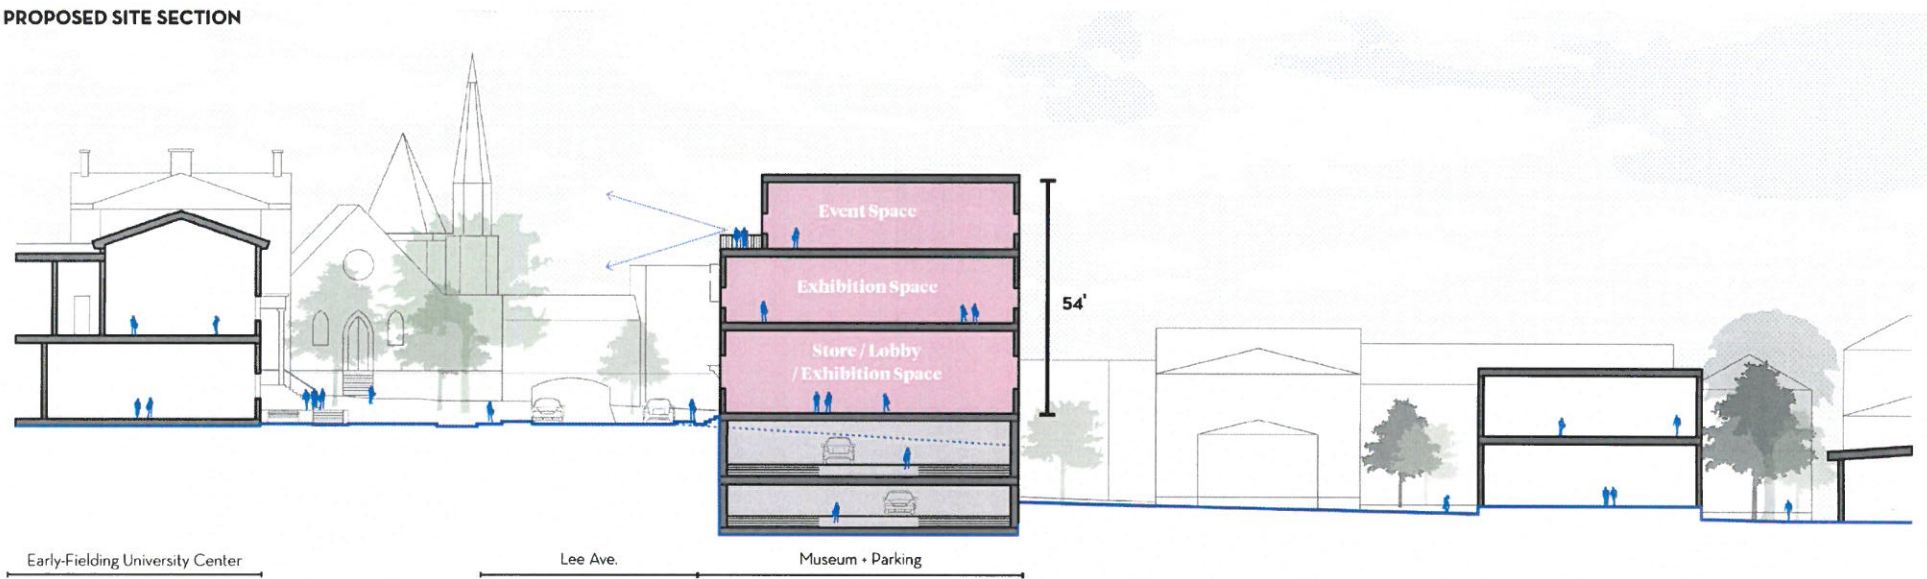 PROPOSED SITE SECTION
Event Space
Exhibition Space
54'
Store / Lobby
/ Exhibition Space
Early-Fielding University Center
Lee Ave.
Museum + Parking